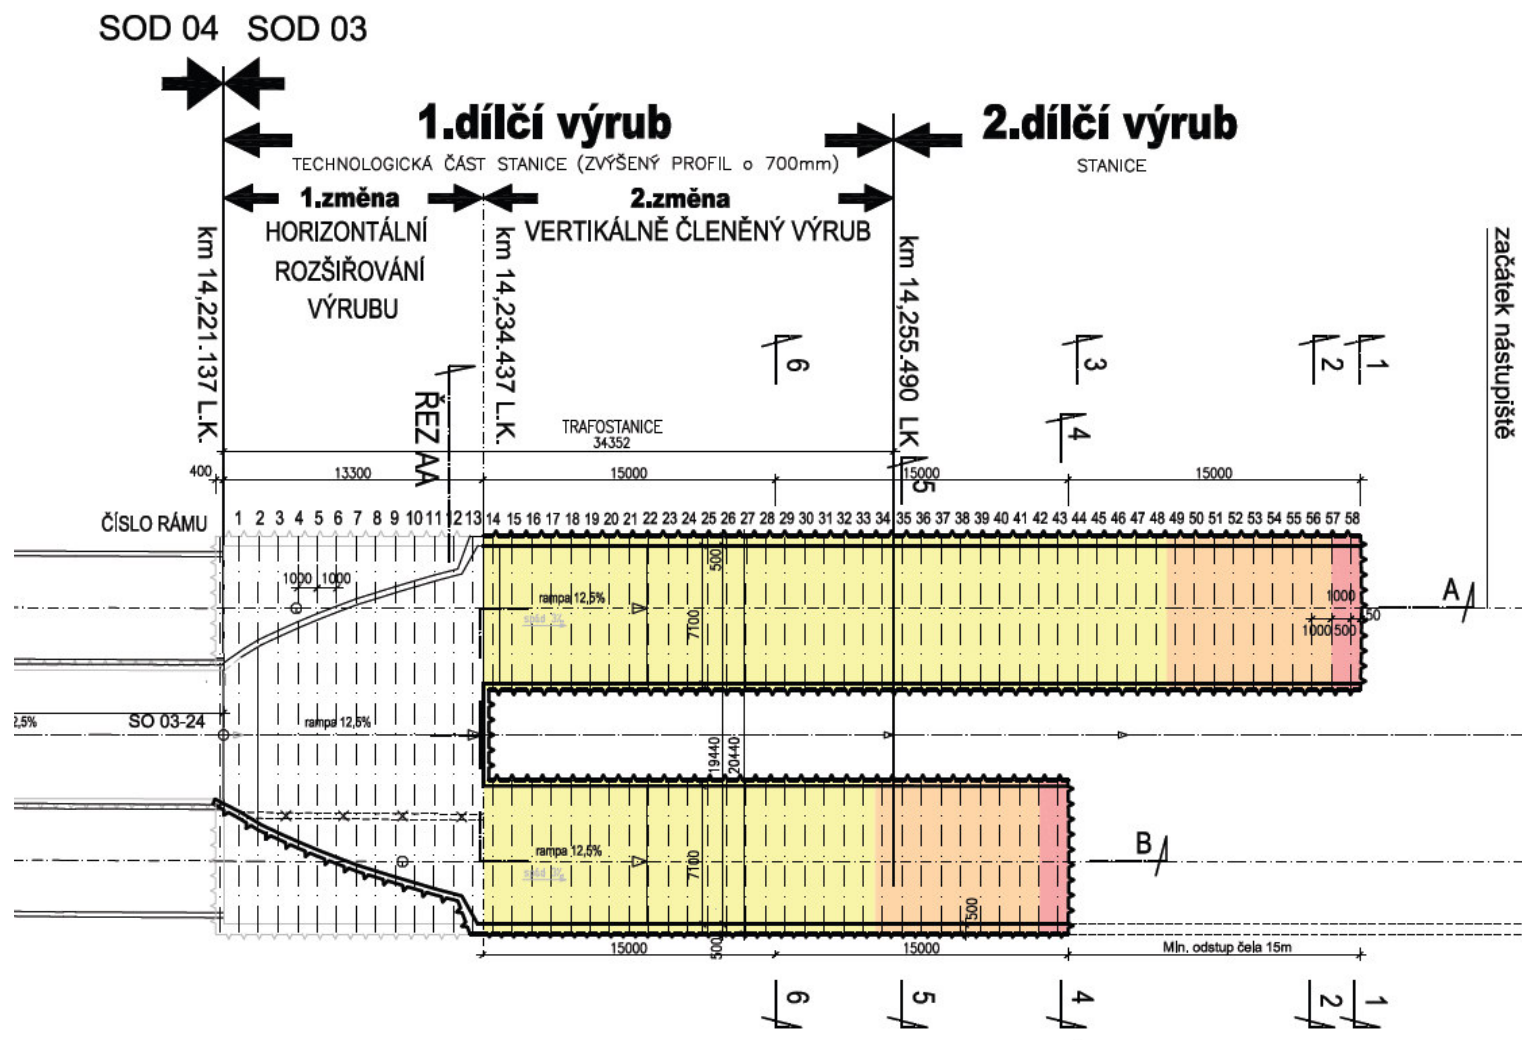 SOD 04 SOD 03
1.dílčí výrub
2.dílčí výrub
TECHNOLOGICKÁ ČÁST STANICE (ZVÝŠENÝ PROFIL o 700mm)
STANICE
1.změna
2.změna
HORIZONTÁLNÍ
ROZŠIŘOVÁNÍ
VÝRUBU
VERTIKÁLNĚ ČLENĚNÝ VÝRUB
km 14,221.137 L.K.
km 14,234.437 L.K.
km 14,255.490 LK
začátek nástupiště
ŘEZ AA
6
3
2
1
4
5
TRAFOSTANICE
34352
400
13300
15000
15000
15000
ČÍSLO RÁMU
1 2 3 4 5 6 7 8 9 10 11 12 13 14 15 16 17 18 19 20 21 22 23 24 25 26 27 28 29 30 31 32 33 34 35 36 37 38 39 40 41 42 43 44 45 46 47 48 49 50 51 52 53 54 55 56 57 58
1000 1000
500
rampa 12,5%
7100
1000
1000 500
A
2,5%
SO 03-24
rampa 12,5%
19440
20440
rampa 12,5%
7100
B
500
15000
500
15000
Min. odstup čela 15m
6
5
4
2
1